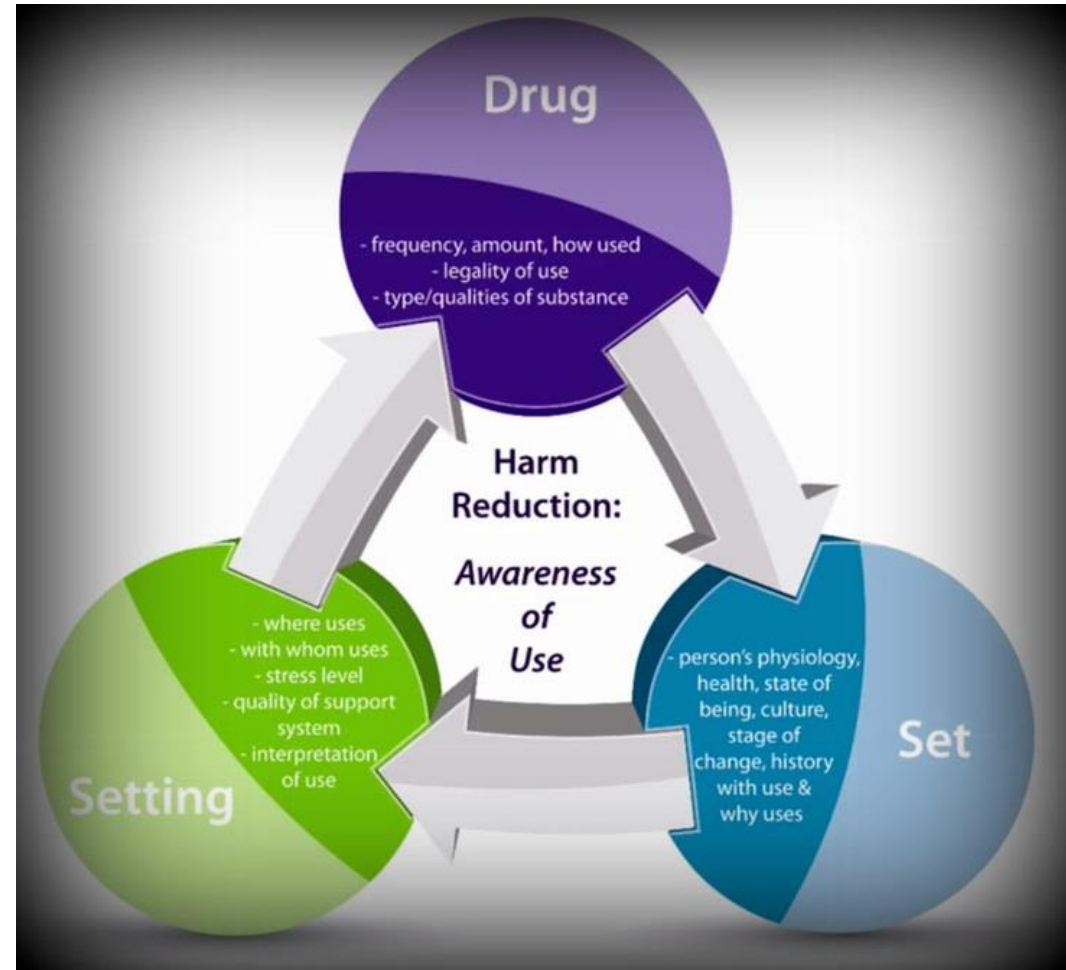 Drug
- frequency, amount, how used
- legality of use
- type/qualities of substance
Harm
Reduction:
Awareness
of
Use
- person's physiology,
health, state of
being, culture,
stage of
change, history
with use &
why uses
Set
- where uses
- with whom uses
- stress level
- quality of support
system
- interpretation
of use
Setting